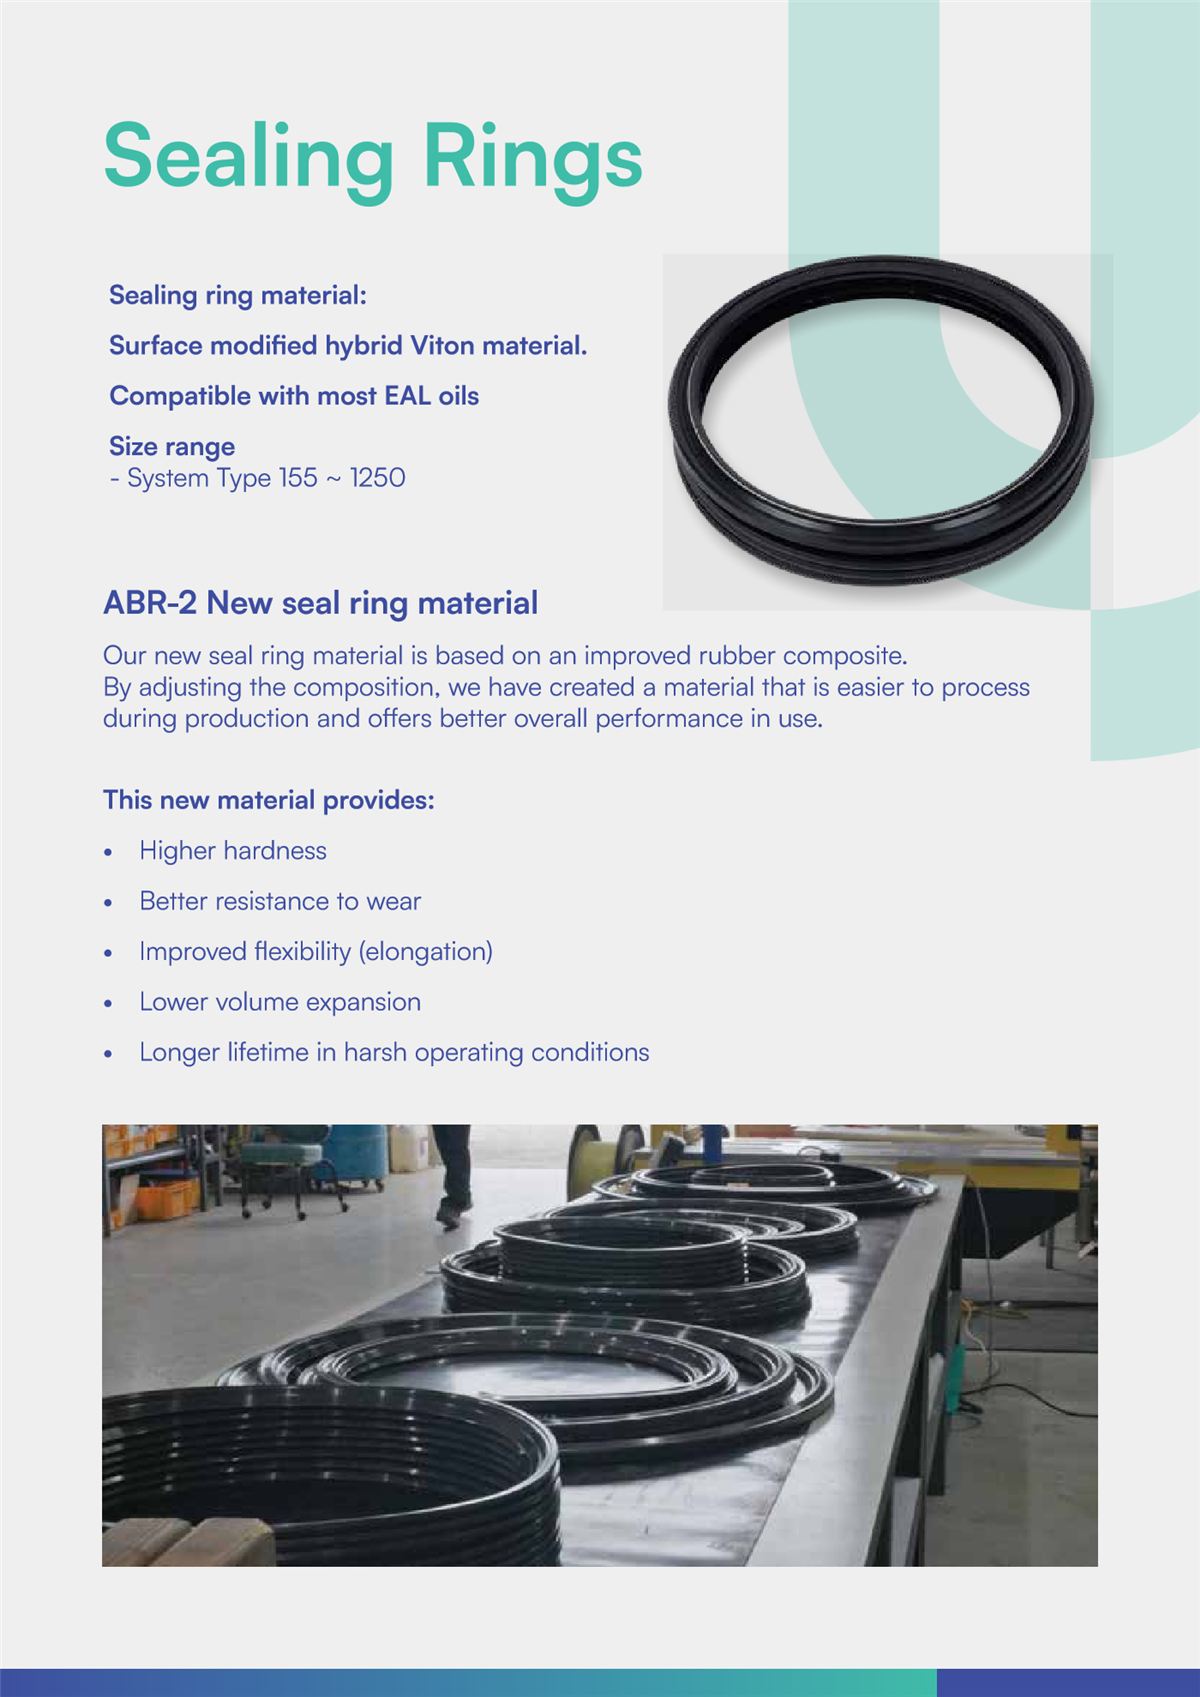 Sealing Rings
Sealing ring material:
Surface modified hybrid Viton material.
Compatible with most EAL oils
Size range
- System Type 155 ~ 1250
ABR-2 New seal ring material
Our new seal ring material is based on an improved rubber composite.
By adjusting the composition, we have created a material that is easier to process
during production and offers better overall performance in use.
This new material provides:
• Higher hardness
• Better resistance to wear
• Improved flexibility (elongation)
• Lower volume expansion
• Longer lifetime in harsh operating conditions